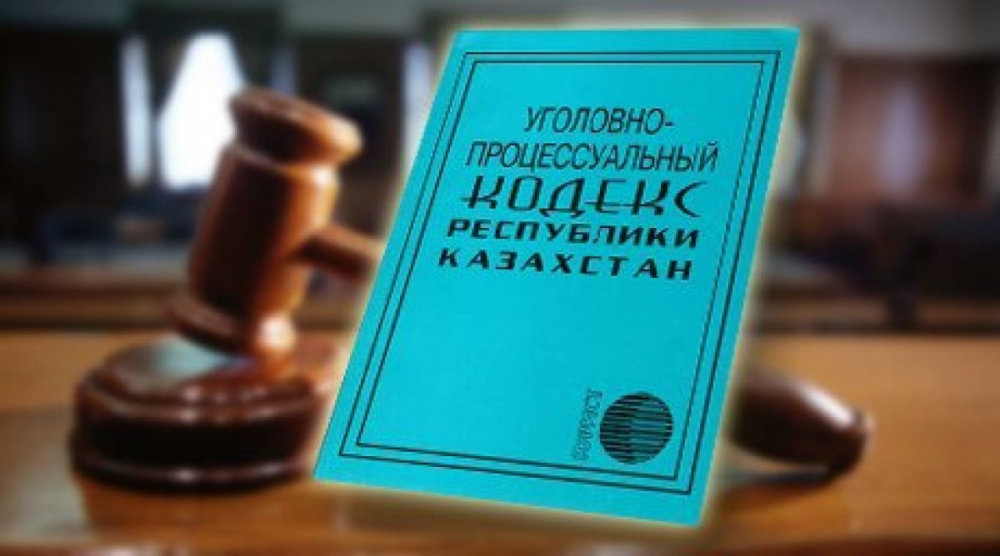 УГОЛОВНО-
ПРОЦЕССУАЛЬНЫЙ
КОДЕКС
РЕСПУБЛИКИ
КАЗАХСТАН